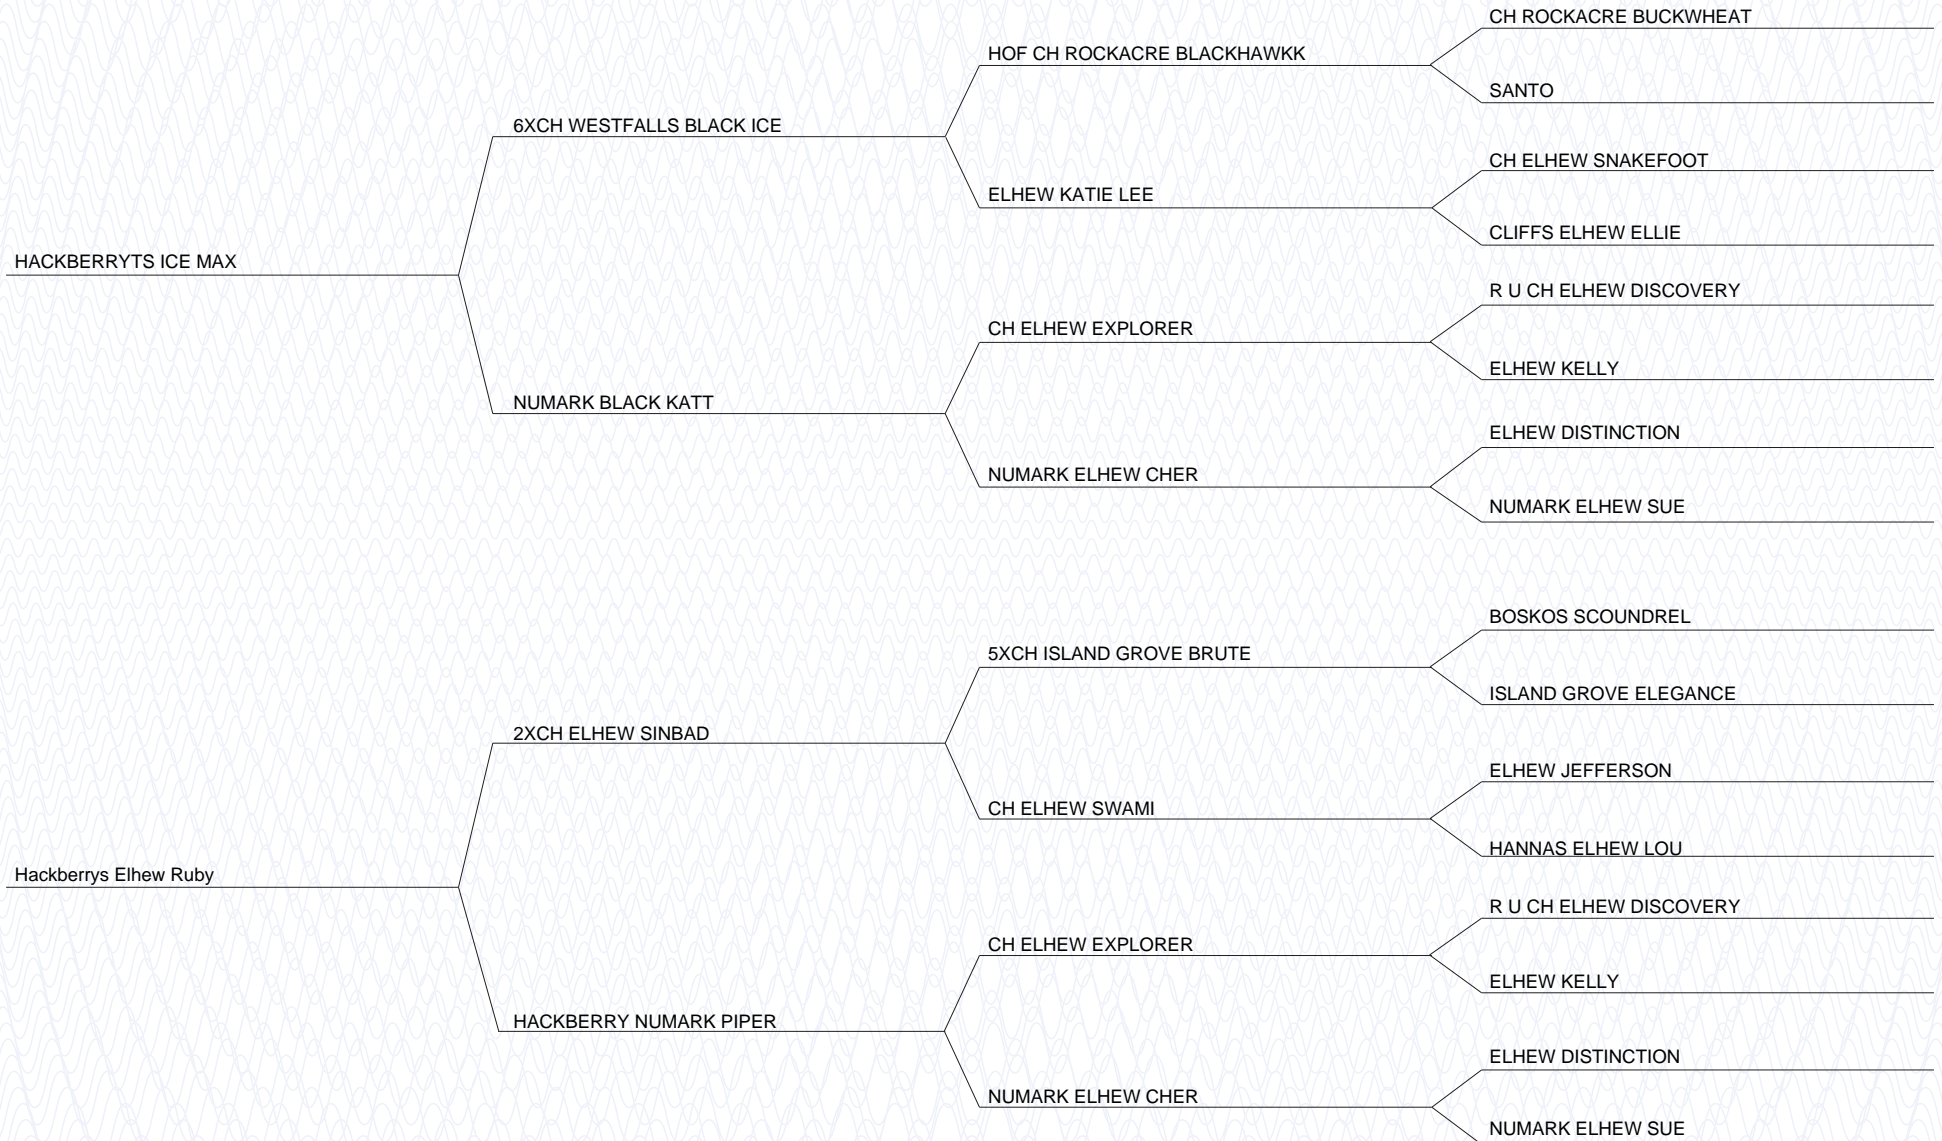 CH ROCKACRE BUCKWHEAT
HOF CH ROCKACRE BLACKHAWKK
SANTO
6XCH WESTFALLS BLACK ICE
CH ELHEW SNAKEFOOT
ELHEW KATIE LEE
CLIFFS ELHEW ELLIE
HACKBERRYTS ICE MAX
R U CH ELHEW DISCOVERY
CH ELHEW EXPLORER
ELHEW KELLY
NUMARK BLACK KATT
ELHEW DISTINCTION
NUMARK ELHEW CHER
NUMARK ELHEW SUE
BOSKOS SCOUNDREL
5XCH ISLAND GROVE BRUTE
ISLAND GROVE ELEGANCE
2XCH ELHEW SINBAD
ELHEW JEFFERSON
CH ELHEW SWAMI
HANNAS ELHEW LOU
Hackberrys Elhew Ruby
R U CH ELHEW DISCOVERY
CH ELHEW EXPLORER
ELHEW KELLY
HACKBERRY NUMARK PIPER
ELHEW DISTINCTION
NUMARK ELHEW CHER
NUMARK ELHEW SUE